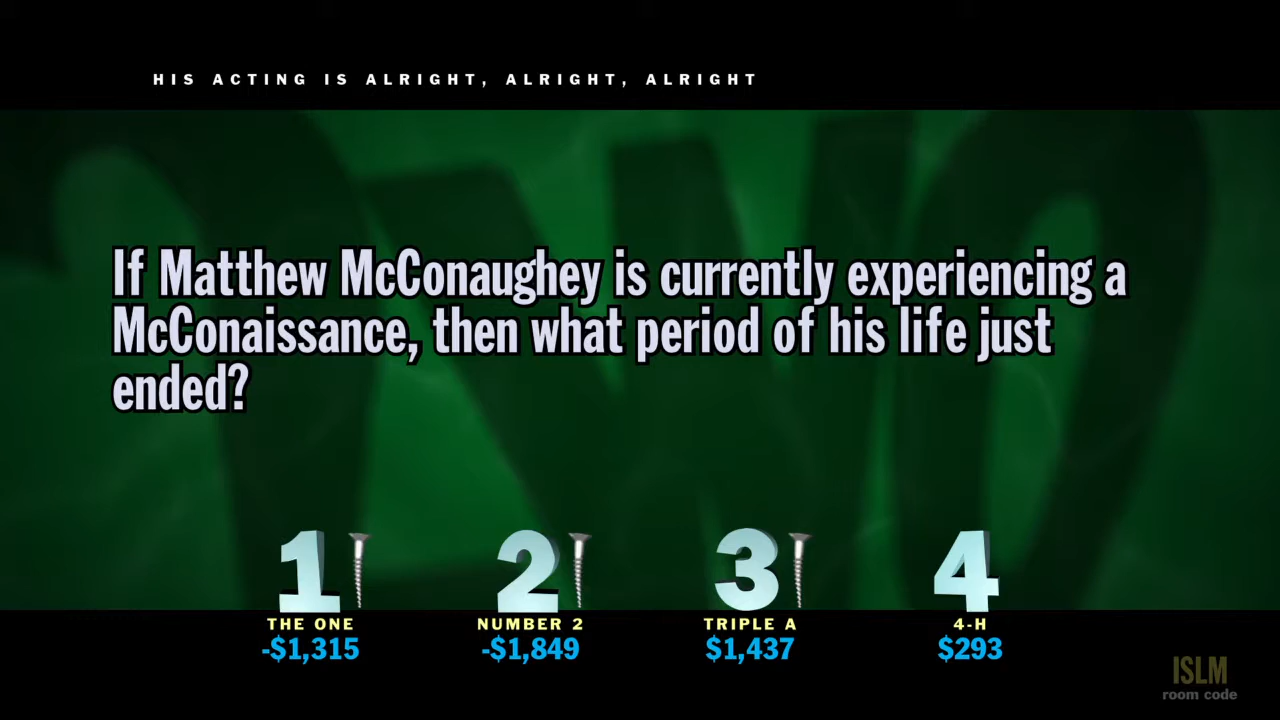 HIS ACTING IS ALRIGHT, ALRIGHT, ALRIGHT
If Matthew McConaughey is currently experiencing a
McConaissance, then what period of his life just
ended?
1 2 3 4
THE ONE NUMBER 2 TRIPLE A 4-H
-$1,315 -$1,849 $1,437 $293
ISLM
room code